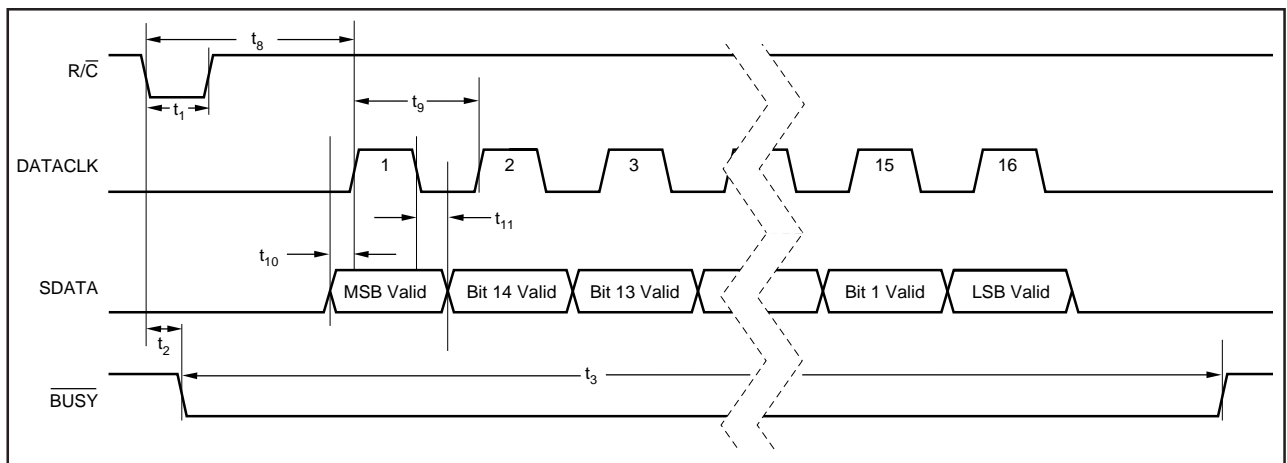 t8
R/C̅
t1
t9
DATACLK
1
2
3
15
16
t11
t10
SDATA
MSB Valid
Bit 14 Valid
Bit 13 Valid
Bit 1 Valid
LSB Valid
t2
t3
B̅U̅S̅Y̅